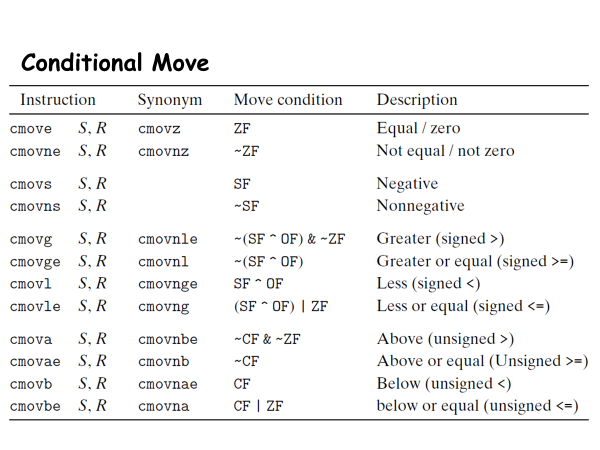 Conditional Move
Instruction Synonym Move condition Description
cmove S, R cmovz ZF Equal / zero
cmovne S, R cmovnz ~ZF Not equal / not zero
cmovs S, R SF Negative
cmovns S, R ~SF Nonnegative
cmovg S, R cmovnle ~(SF ^ OF) & ~ZF Greater (signed >)
cmovge S, R cmovnl ~(SF ^ OF) Greater or equal (signed >=)
cmovl S, R cmovnge SF ^ OF Less (signed <)
cmovle S, R cmovng (SF ^ OF) | ZF Less or equal (signed <=)
cmova S, R cmovnbe ~CF & ~ZF Above (unsigned >)
cmovae S, R cmovnb ~CF Above or equal (Unsigned >=)
cmovb S, R cmovnae CF Below (unsigned <)
cmovbe S, R cmovna CF | ZF below or equal (unsigned <=)